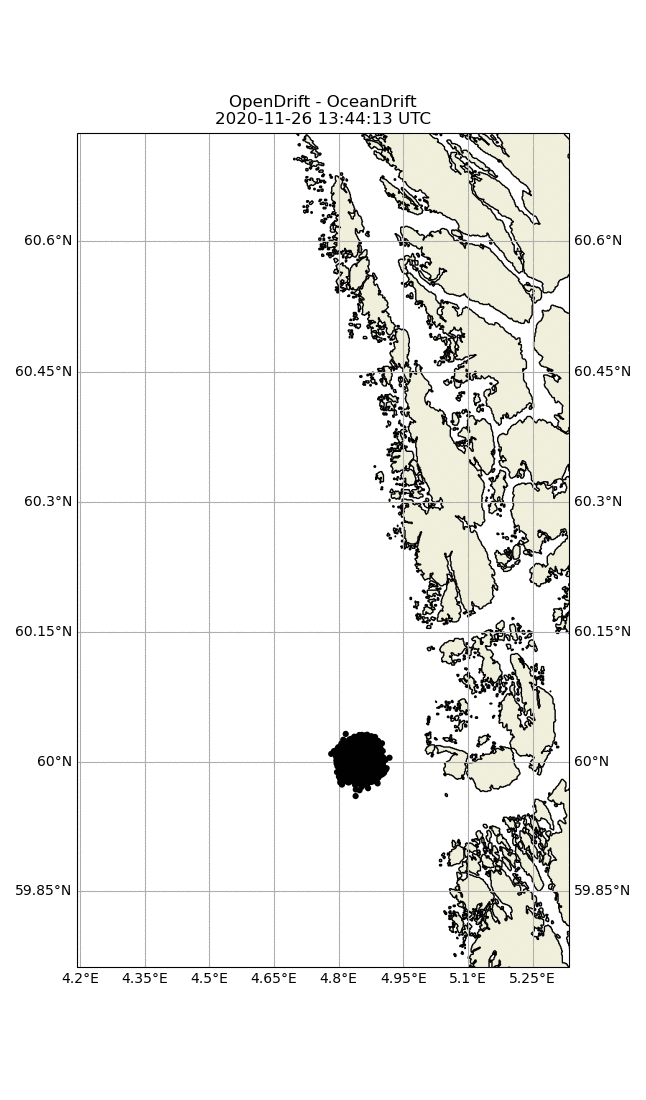 OpenDrift - OceanDrift
2020-11-26 13:44:13 UTC
60.6°N 60.6°N
60.45°N 60.45°N
60.3°N 60.3°N
60.15°N 60.15°N
60°N 60°N
59.85°N 59.85°N
4.2°E 4.35°E 4.5°E 4.65°E 4.8°E 4.95°E 5.1°E 5.25°E